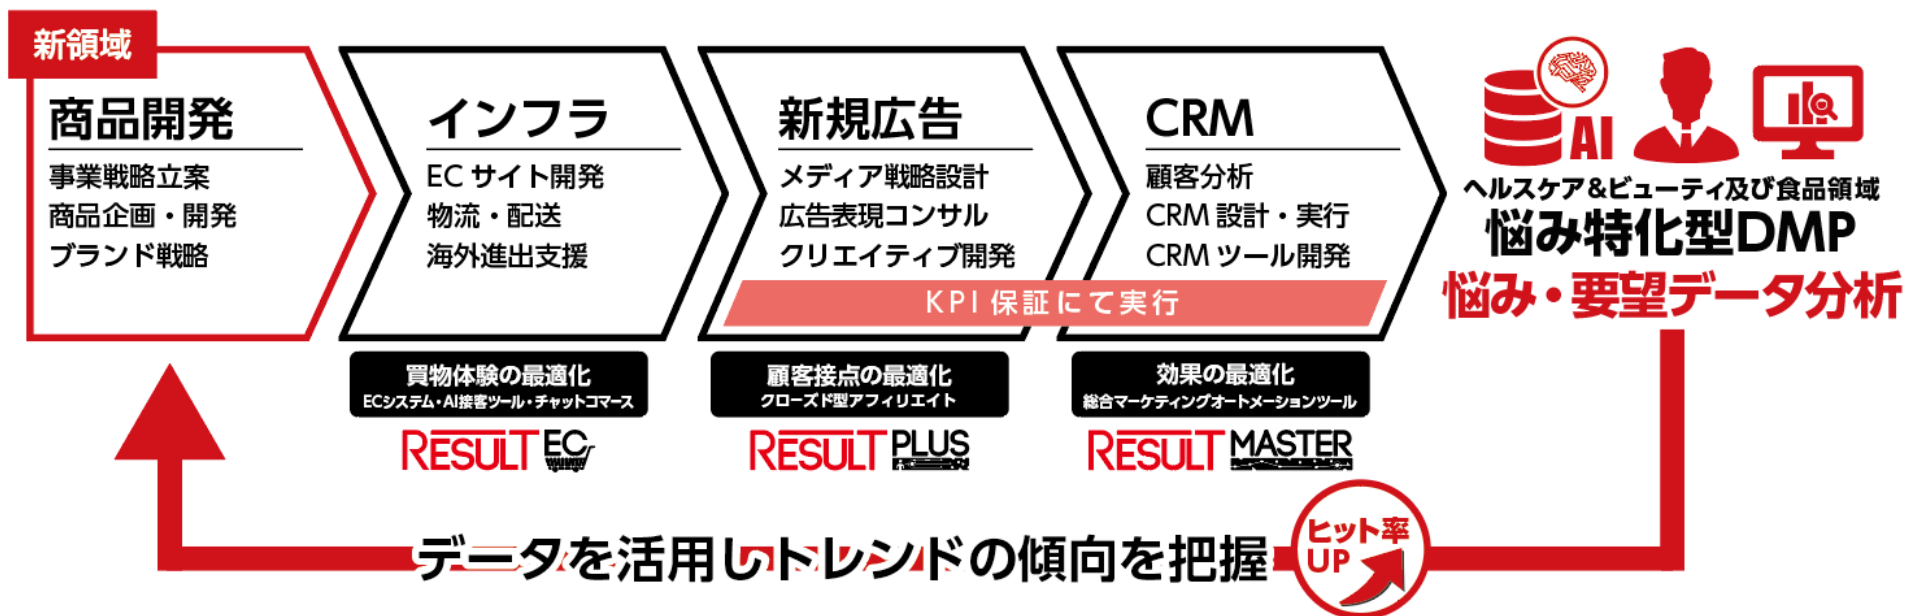 新領域
商品開発
事業戦略立案
商品企画・開発
ブランド戦略
インフラ
EC サイト開発
物流・配送
海外進出支援
新規広告
メディア戦略設計
広告表現コンサル
クリエイティブ開発
CRM
顧客分析
CRM 設計・実行
CRM ツール開発
KPI 保証にて実行
AI
ヘルスケア&ビューティ及び食品領域
悩み特化型DMP
悩み・要望データ分析
買物体験の最適化
ECシステム・AI接客ツール・チャットコマース
RESULT EC
顧客接点の最適化
クローズド型アフィリエイト
RESULT PLUS
効果の最適化
総合マーケティングオートメーションツール
RESULT MASTER
データを活用しトレンドの傾向を把握
ヒット率
UP